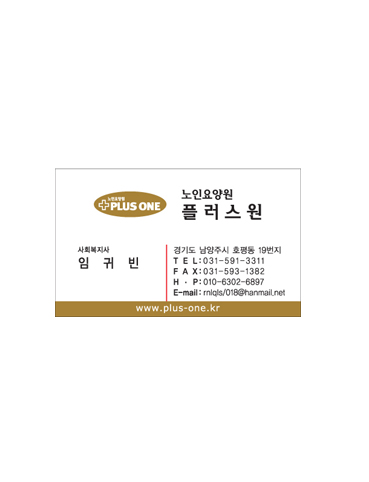 노인요양원
PLUS ONE
노인요양원
플러스원
사회복지사
임 귀 빈
경기도 남양주시 호평동 19번지
T E L:031-591-3311
F A X:031-593-1382
H · P:010-6302-6897
E-mail:rnlqls/018@hanmail.net
www.plus-one.kr